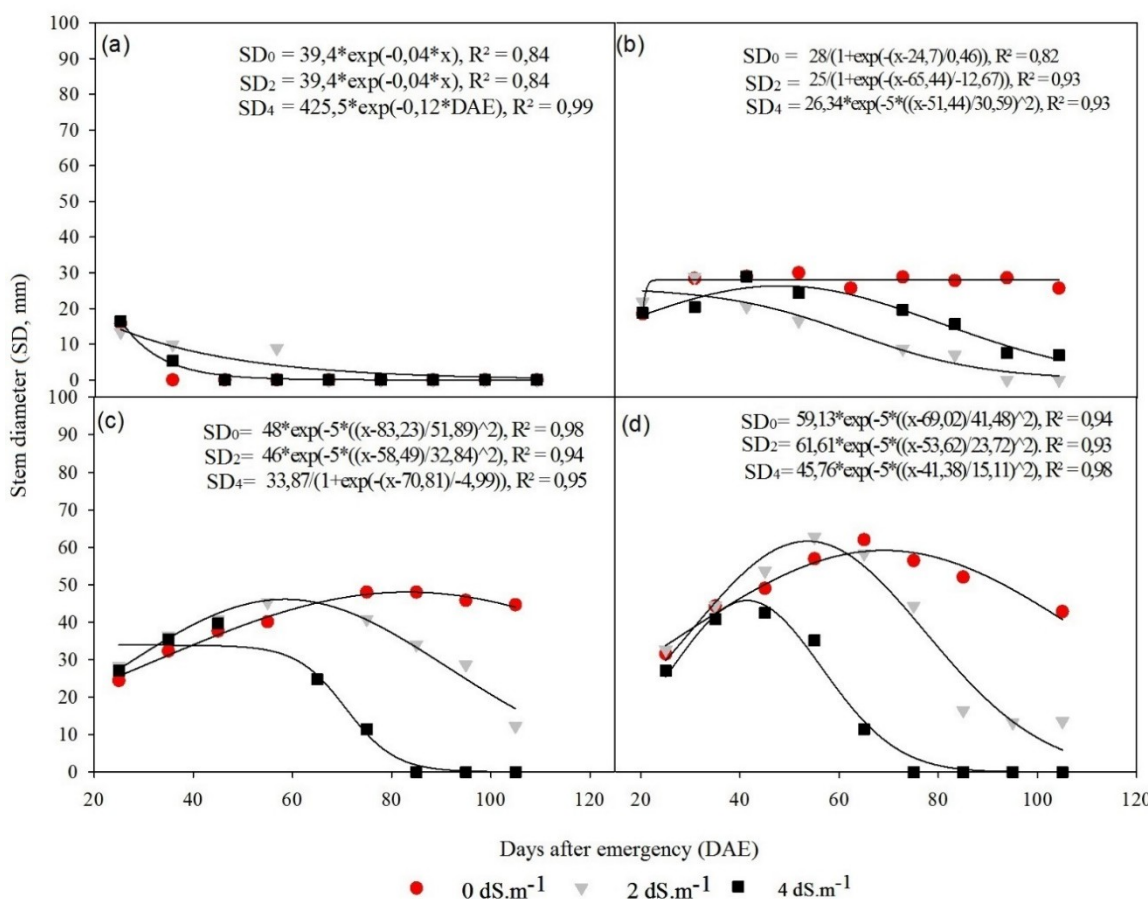 (a)
SD₀ = 39,4*exp(-0,04*x), R² = 0,84
SD₂ = 39,4*exp(-0,04*x), R² = 0,84
SD₄ = 425,5*exp(-0,12*DAE), R² = 0,99
(b)
SD₀ = 28/(1+exp(-(x-24,7)/0,46)), R² = 0,82
SD₂ = 25/(1+exp(-(x-65,44)/-12,67)), R² = 0,93
SD₄ = 26,34*exp(-5*((x-51,44)/30,59)^2), R² = 0,93
100
90
80
70
60
50
40
30
20
10
0
Stem diameter (SD, mm)
(c)
SD₀= 48*exp(-5*((x-83,23)/51,89)^2), R² = 0,98
SD₂= 46*exp(-5*((x-58,49)/32,84)^2), R² = 0,94
SD₄= 33,87/(1+exp(-(x-70,81)/-4,99)), R² = 0,95
(d)
SD₀= 59,13*exp(-5*((x-69,02)/41,48)^2), R² = 0,94
SD₂= 61,61*exp(-5*((x-53,62)/23,72)^2), R² = 0,93
SD₄= 45,76*exp(-5*((x-41,38)/15,11)^2), R² = 0,98
100
90
80
70
60
50
40
30
20
10
0
20 40 60 80 100 20 40 60 80 100 120
Days after emergency (DAE)
0 dS.m⁻¹ 2 dS.m⁻¹ 4 dS.m⁻¹